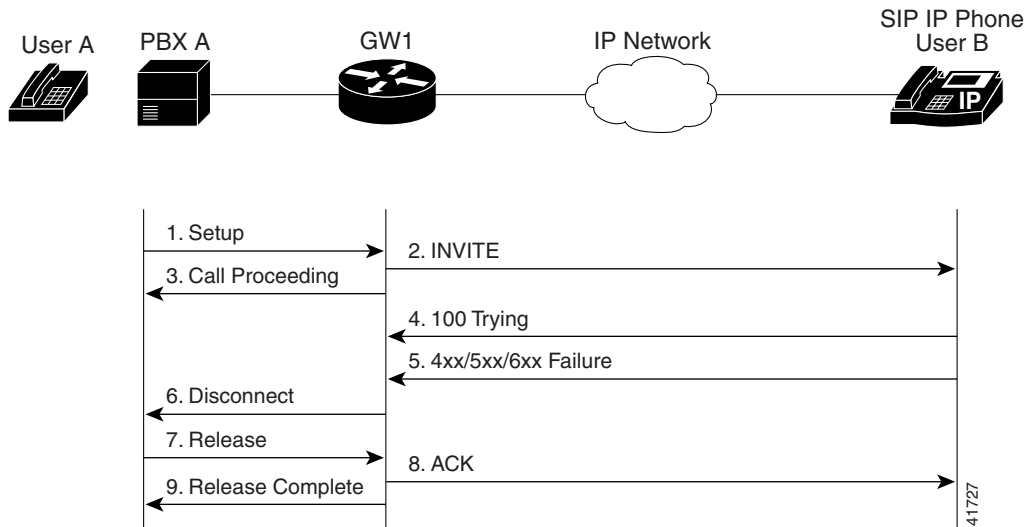 User A
PBX A
GW1
IP Network
SIP IP Phone
User B
IP
1. Setup
2. INVITE
3. Call Proceeding
4. 100 Trying
5. 4xx/5xx/6xx Failure
6. Disconnect
7. Release
8. ACK
9. Release Complete
41727